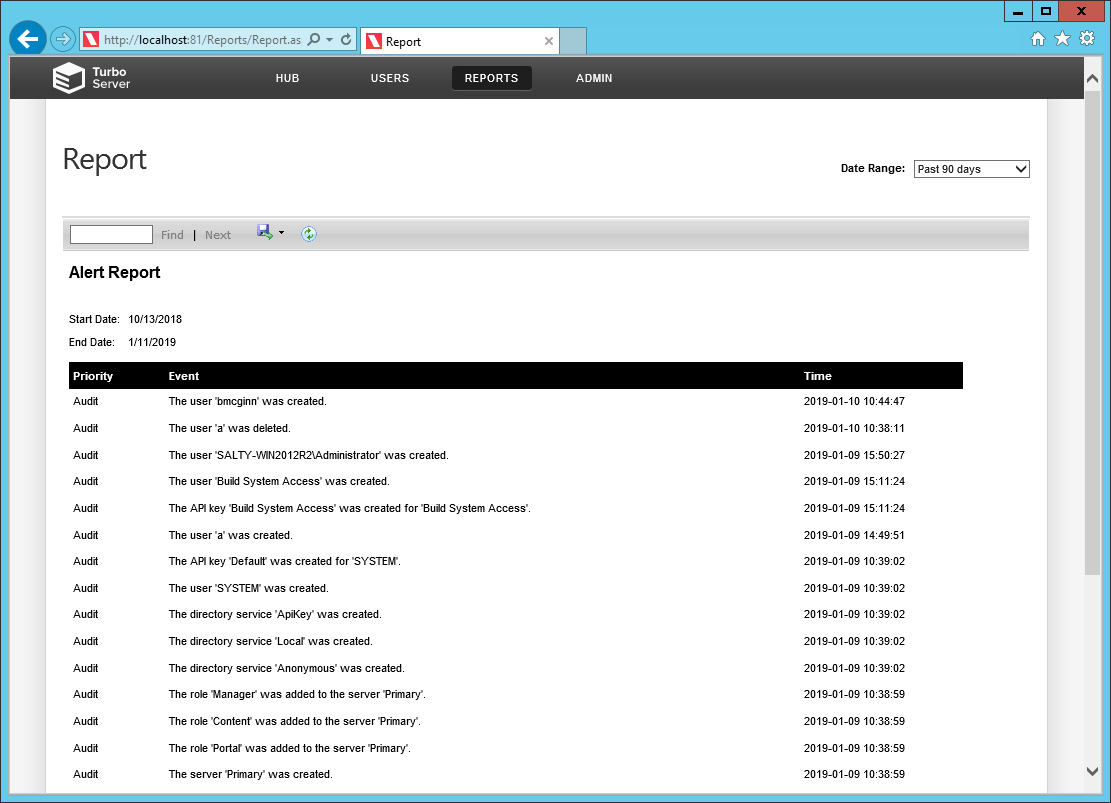 http://localhost:81/Reports/Report.as
Report
Turbo Server
HUB USERS REPORTS ADMIN
Report
Date Range: Past 90 days
Find | Next
Alert Report
Start Date: 10/13/2018
End Date: 1/11/2019
Priority Event Time
Audit The user 'bmcginn' was created. 2019-01-10 10:44:47
Audit The user 'a' was deleted. 2019-01-10 10:38:11
Audit The user 'SALTY-WIN2012R2\Administrator' was created. 2019-01-09 15:50:27
Audit The user 'Build System Access' was created. 2019-01-09 15:11:24
Audit The API key 'Build System Access' was created for 'Build System Access'. 2019-01-09 15:11:24
Audit The user 'a' was created. 2019-01-09 14:49:51
Audit The API key 'Default' was created for 'SYSTEM'. 2019-01-09 10:39:02
Audit The user 'SYSTEM' was created. 2019-01-09 10:39:02
Audit The directory service 'ApiKey' was created. 2019-01-09 10:39:02
Audit The directory service 'Local' was created. 2019-01-09 10:39:02
Audit The directory service 'Anonymous' was created. 2019-01-09 10:39:02
Audit The role 'Manager' was added to the server 'Primary'. 2019-01-09 10:38:59
Audit The role 'Content' was added to the server 'Primary'. 2019-01-09 10:38:59
Audit The role 'Portal' was added to the server 'Primary'. 2019-01-09 10:38:59
Audit The server 'Primary' was created. 2019-01-09 10:38:59